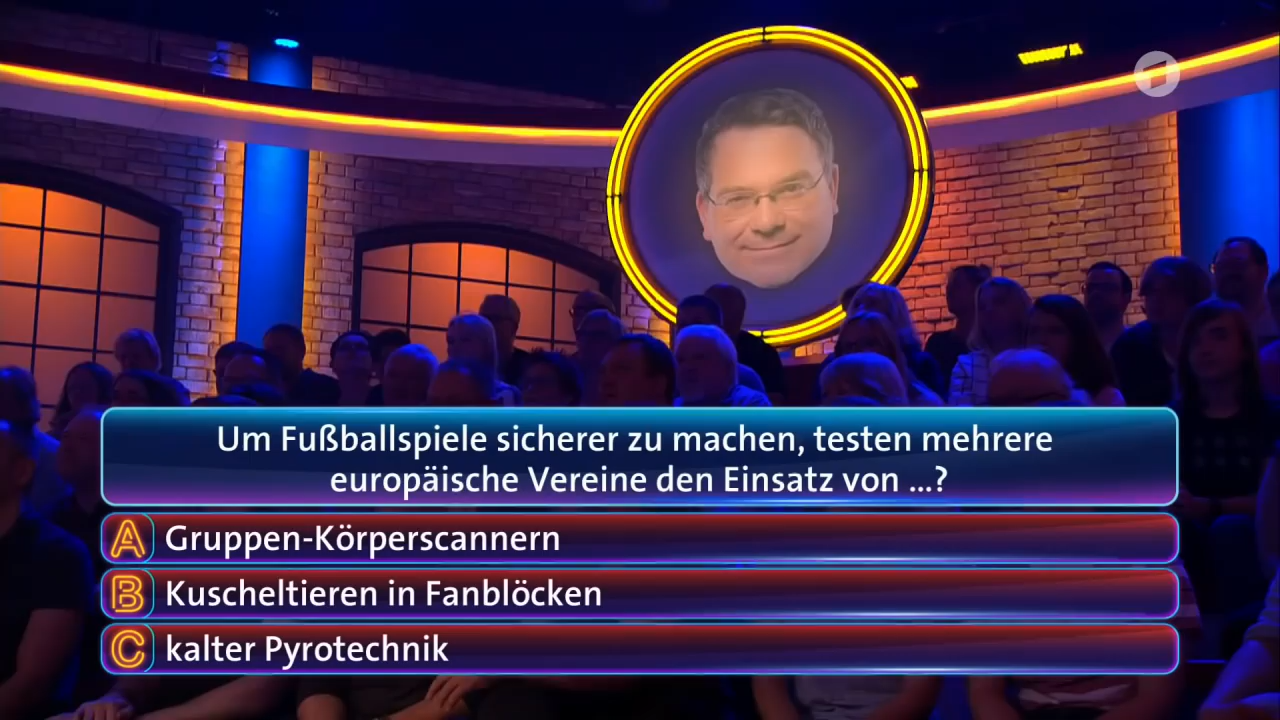 Um Fußballspiele sicherer zu machen, testen mehrere
europäische Vereine den Einsatz von ...?
A Gruppen-Körperscannern
B Kuscheltieren in Fanblöcken
C kalter Pyrotechnik